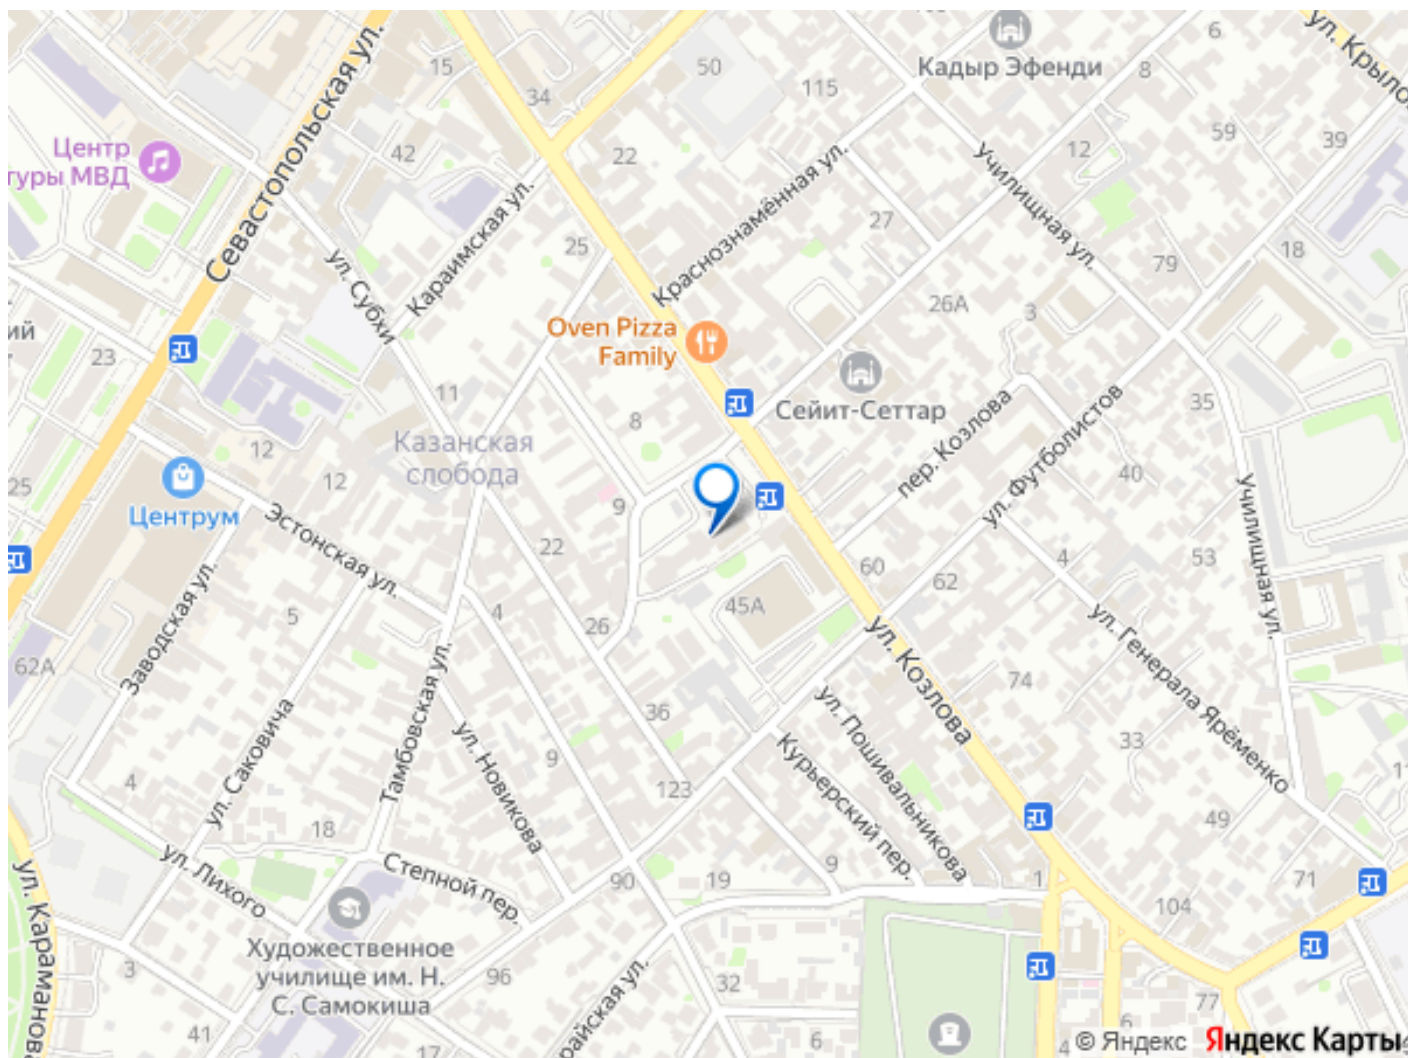 Севастопольская ул.
15
34
50
115
Кадыр Эфенди
6
8
ул. Крыло
39
59
12
Центр
туры МВД
42
22
Краснознамённая ул.
Училищная ул.
27
18
79
Караимская ул.
25
ул. Субхи
26А
3
ий
23
Oven Pizza
Family
Сейит-Сеттар
11
8
35
12
Казанская
слобода
пер. Козлова
ул. Футболистов
40
25
12
9
Центрум
Эстонская ул.
22
Училищная ул.
4
53
60
62
45А
5
4
26
62А
Заводская ул.
Тамбовская ул.
ул. Козлова
ул. Генерала Ярёменко
74
36
ул. Пошивальникова
33
ул. Саковича
ул. Новикова
9
Курьерский пер.
4
123
49
11
18
ул. Лихого
Степной пер.
90
19
9
1
71
ул. Караманова
104
Художественное
училище им. Н.
С. Самокиша
3
96
32
райская ул.
77
41
17
6
6
4
© Яндекс
Яндекс Карты